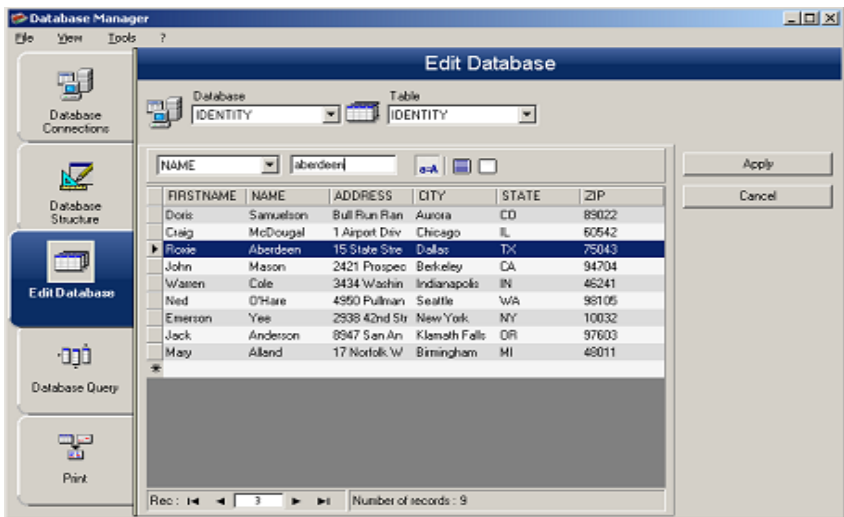 Database Manager
File View Tools ?
Edit Database
Database Connections
Database Structure
Edit Database
Database Query
Print
Database Table
IDENTITY IDENTITY
NAME aberdeen a=A
Apply
Cancel
FIRSTNAME NAME ADDRESS CITY STATE ZIP
Doris Samuelson Bull Run Ran Aurora CO 89022
Craig McDougal 1 Airport Driv Chicago IL 60542
Roxie Aberdeen 15 State Stre Dallas TX 75043
John Mason 2421 Prospec Berkeley CA 94704
Warren Cole 3434 Washin Indianapolis IN 46241
Ned O'Hare 4950 Pullman Seattle WA 98105
Emerson Yee 2938 42nd Str New York NY 10032
Jack Anderson 8947 San An Klamath Falls OR 97603
Mary Alland 17 Norfolk W Birmingham MI 48011
Rec : 3 Number of records : 9